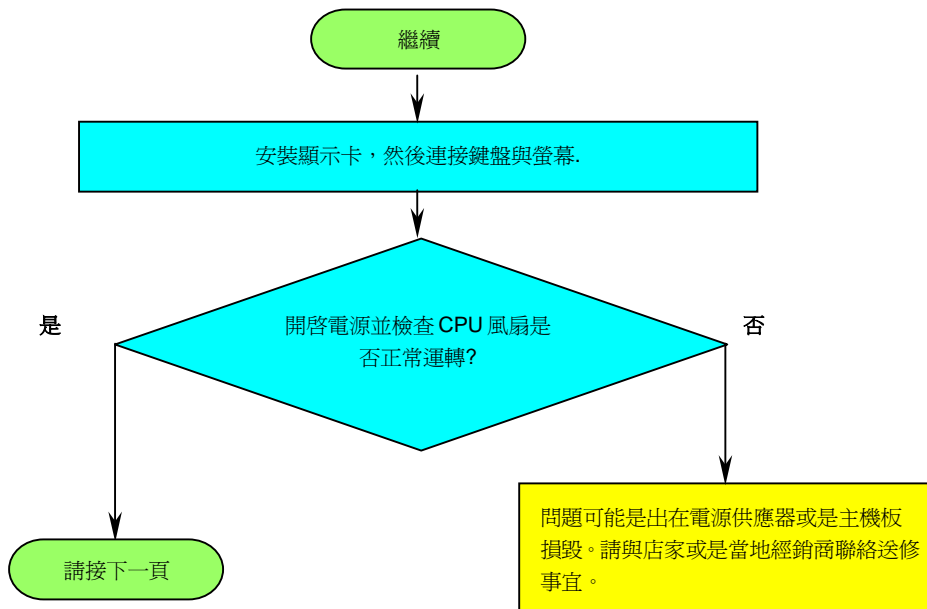 繼續
安裝顯示卡，然後連接鍵盤與螢幕.
是
開啓電源並檢查 CPU 風扇是
否正常運轉?
否
問題可能是出在電源供應器或是主機板
損毀。請與店家或是當地經銷商聯絡送修
事宜。
請接下一頁